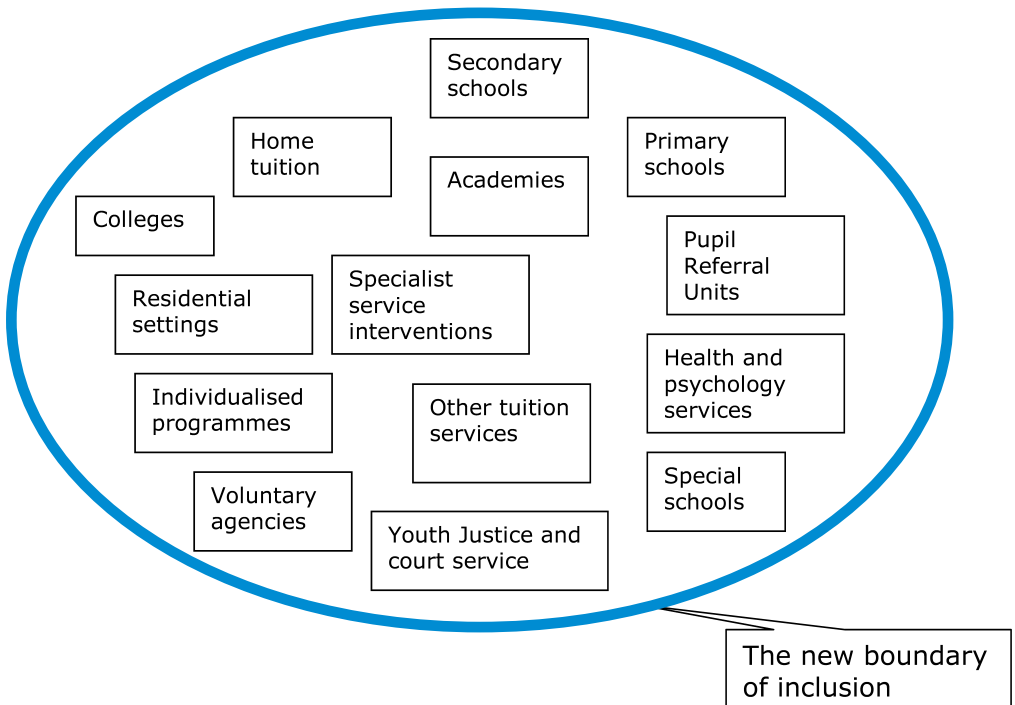 Secondary
schools
Home
tuition
Primary
schools
Academies
Colleges
Pupil
Referral
Units
Specialist
service
interventions
Residential
settings
Health and
psychology
services
Individualised
programmes
Other tuition
services
Special
schools
Voluntary
agencies
Youth Justice and
court service
The new boundary
of inclusion